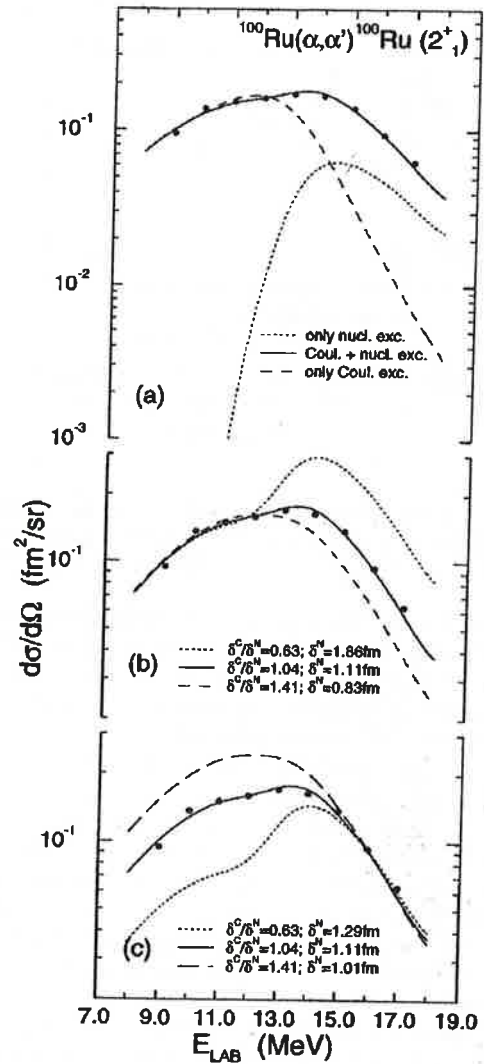 ¹⁰⁰Ru(α,α')¹⁰⁰Ru (2⁺₁)
10⁻¹
10⁻²
10⁻³
only nucl. exc.
Coul. + nucl. exc.
only Coul. exc.
(a)
10⁻¹
dσ/dΩ (fm²/sr)
(b)
δᶜ/δᴺ=0.63; δᴺ=1.86fm
δᶜ/δᴺ=1.04; δᴺ=1.11fm
δᶜ/δᴺ=1.41; δᴺ=0.83fm
10⁻¹
(c)
δᶜ/δᴺ=0.63; δᴺ=1.29fm
δᶜ/δᴺ=1.04; δᴺ=1.11fm
δᶜ/δᴺ=1.41; δᴺ=1.01fm
7.0 9.0 11.0 13.0 15.0 17.0 19.0
E_LAB (MeV)